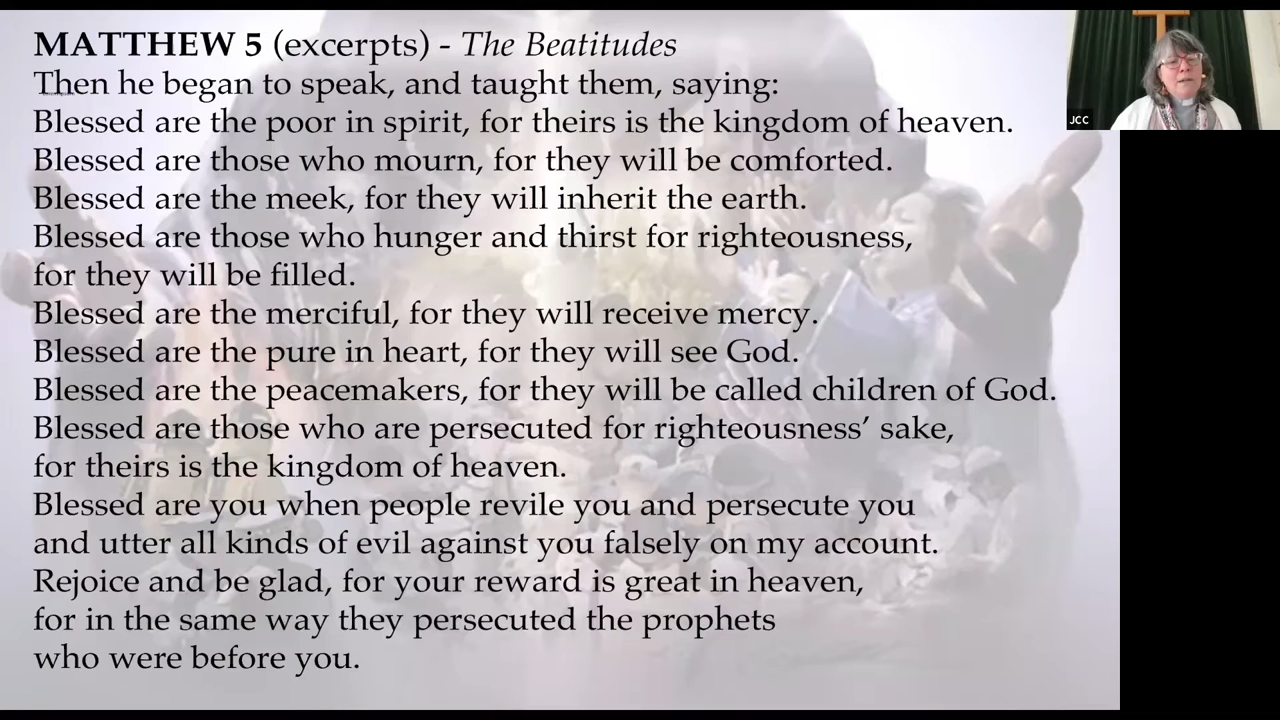 MATTHEW 5 (excerpts) - The Beatitudes
Then he began to speak, and taught them, saying:
Blessed are the poor in spirit, for theirs is the kingdom of heaven.
Blessed are those who mourn, for they will be comforted.
Blessed are the meek, for they will inherit the earth.
Blessed are those who hunger and thirst for righteousness,
for they will be filled.
Blessed are the merciful, for they will receive mercy.
Blessed are the pure in heart, for they will see God.
Blessed are the peacemakers, for they will be called children of God.
Blessed are those who are persecuted for righteousness’ sake,
for theirs is the kingdom of heaven.
Blessed are you when people revile you and persecute you
and utter all kinds of evil against you falsely on my account.
Rejoice and be glad, for your reward is great in heaven,
for in the same way they persecuted the prophets
who were before you.
JCC